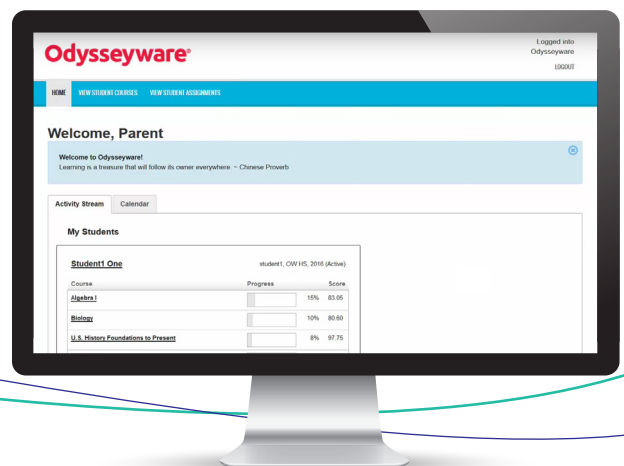 Logged into
Odysseyware
Odysseyware®
LOGOUT
HOME VIEW STUDENT COURSES VIEW STUDENT ASSIGNMENTS
Welcome, Parent
Welcome to Odysseyware!
Learning is a treasure that will follow its owner everywhere ~ Chinese Proverb
Activity Stream Calendar
My Students
Student1 One student1, OW HS, 2016 (Active)
Course Progress Score
Algebra I 15% 83.05
Biology 10% 80.60
U.S. History Foundations to Present 8% 97.75